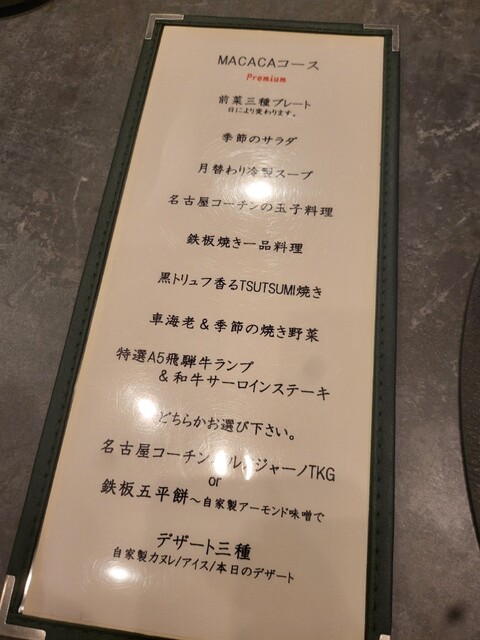 MACACAコース
Premium
前菜三種プレート
日により変わります。
季節のサラダ
月替わり冷製スープ
名古屋コーチンの玉子料理
鉄板焼き一品料理
黒トリュフ香るTSUTSUMI焼き
車海老&季節の焼き野菜
特選A5飛騨牛ランプ
&和牛サーロインステーキ
どちらかお選び下さい。
名古屋コーチン ジャーノTKG
or
鉄板五平餅~自家製アーモンド味噌で
デザート三種
自家製カヌレ/アイス/本日のデザート